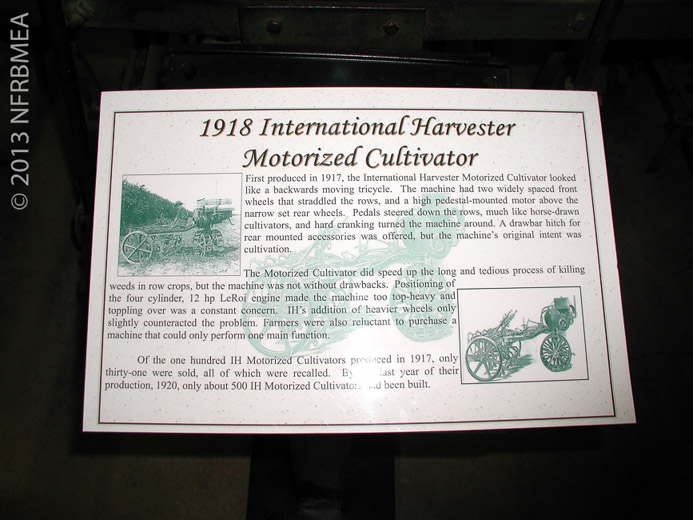 © 2013 NFRBMEA
1918 International Harvester
Motorized Cultivator
First produced in 1917, the International Harvester Motorized Cultivator looked
like a backwards moving tricycle. The machine had two widely spaced front
wheels that straddled the rows, and a high pedestal-mounted motor above the
narrow set rear wheels. Pedals steered down the rows, much like horse-drawn
cultivators, and hard cranking turned the machine around. A drawbar hitch for
rear mounted accessories was offered, but the machine's original intent was
cultivation.
The Motorized Cultivator did speed up the long and tedious process of killing
weeds in row crops, but the machine was not without drawbacks. Positioning of
the four cylinder, 12 hp LeRoi engine made the machine too top-heavy and
toppling over was a constant concern. IH's addition of heavier wheels only
slightly counteracted the problem. Farmers were also reluctant to purchase a
machine that could only perform one main function.
Of the one hundred IH Motorized Cultivators produced in 1917, only
thirty-one were sold, all of which were recalled. By last year of their
production, 1920, only about 500 IH Motorized Cultivators had been built.